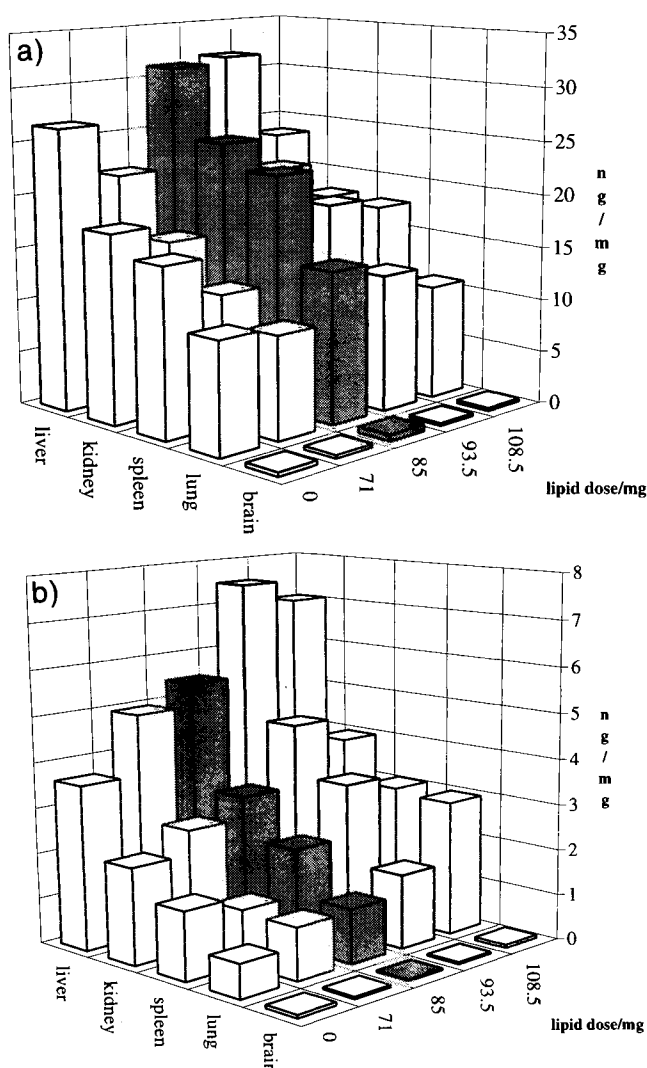 a)
35
30
25
20
15
10
5
0
n
g
/
m
g
liver
kidney
spleen
lung
brain
0
71
85
93.5
108.5
lipid dose/mg
b)
8
7
6
5
4
3
2
1
0
n
g
/
m
g
liver
kidney
spleen
lung
brain
0
71
85
93.5
108.5
lipid dose/mg